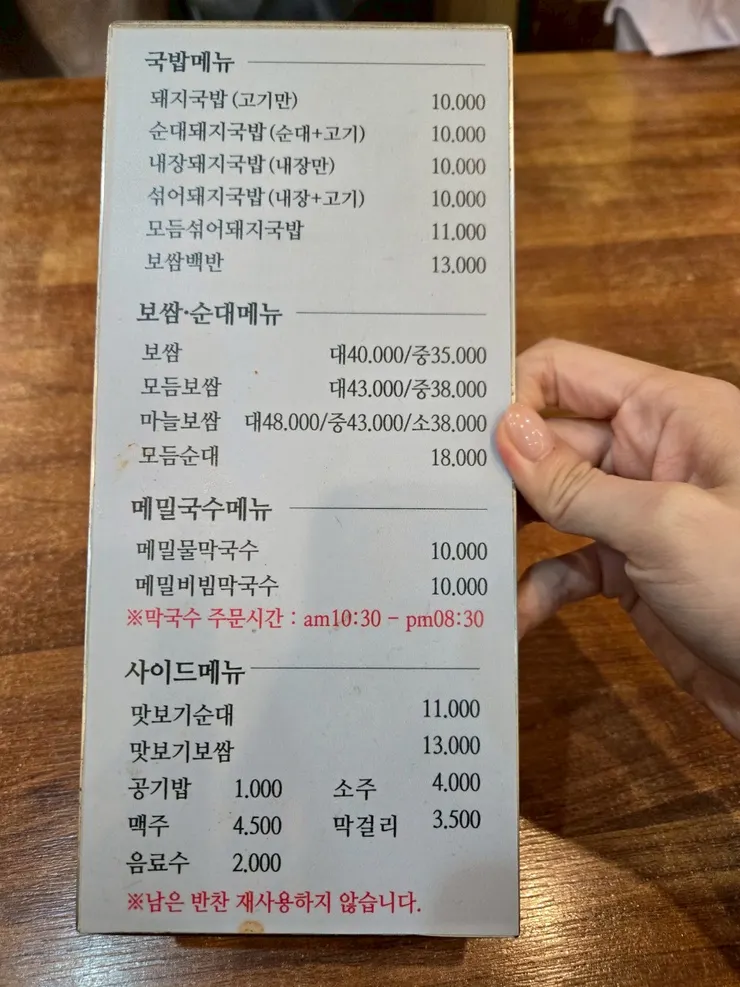 국밥메뉴
돼지국밥 (고기만) 10.000
순대돼지국밥 (순대+고기) 10.000
내장돼지국밥 (내장만) 10.000
섞어돼지국밥 (내장+고기) 10.000
모듬섞어돼지국밥 11.000
보쌈백반 13.000
보쌈·순대메뉴
보쌈 대40.000/중35.000
모듬보쌈 대43.000/중38.000
마늘보쌈 대48.000/중43.000/소38.000
모듬순대 18.000
메밀국수메뉴
메밀물막국수 10.000
메밀비빔막국수 10.000
※막국수 주문시간 : am10:30 - pm08:30
사이드메뉴
맛보기순대 11.000
맛보기보쌈 13.000
공기밥 1.000 소주 4.000
맥주 4.500 막걸리 3.500
음료수 2.000
※남은 반찬 재사용하지 않습니다.